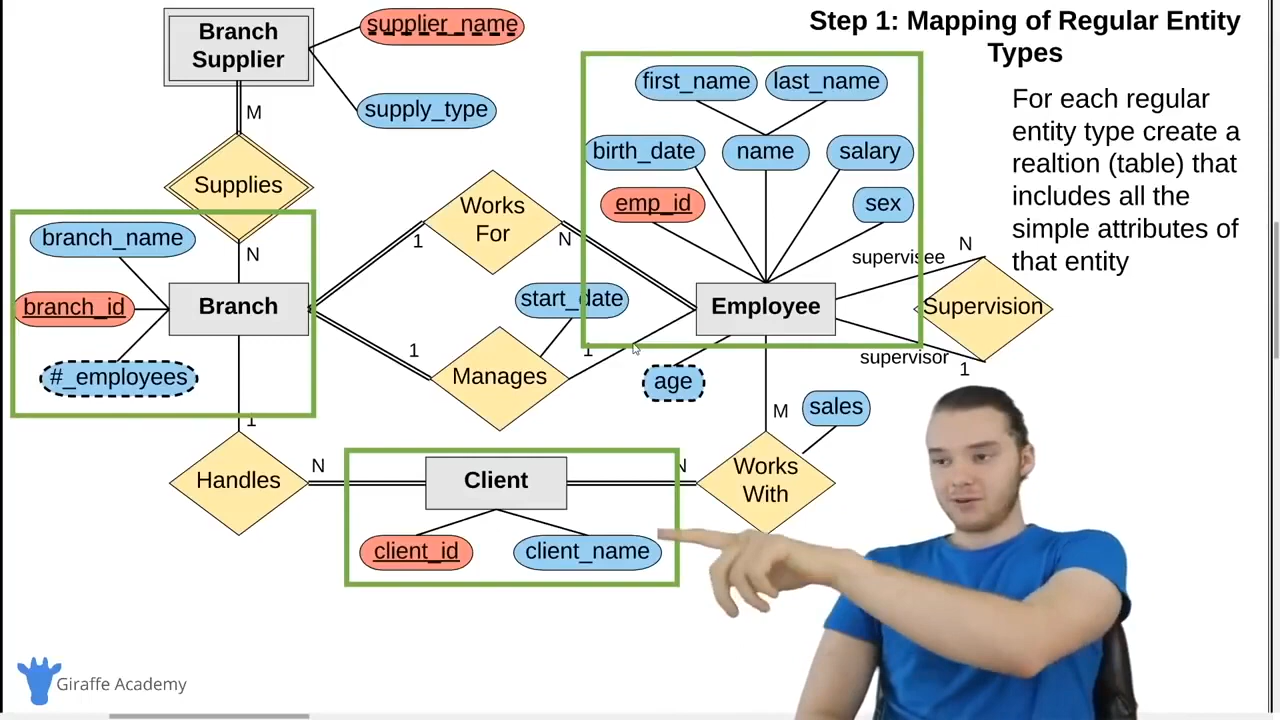 Step 1: Mapping of Regular Entity
Types
For each regular
entity type create a
realtion (table) that
includes all the
simple attributes of
that entity
Branch
Supplier
supplier_name
supply_type
M
Supplies
N
branch_name
branch_id
#_employees
Branch
1
Works
For
N
start_date
1
Manages
1
first_name
last_name
birth_date
name
salary
emp_id
sex
Employee
supervisee
N
Supervision
supervisor
1
age
M
sales
1
Handles
N
Client
N
Works
With
client_id
client_name
Giraffe Academy